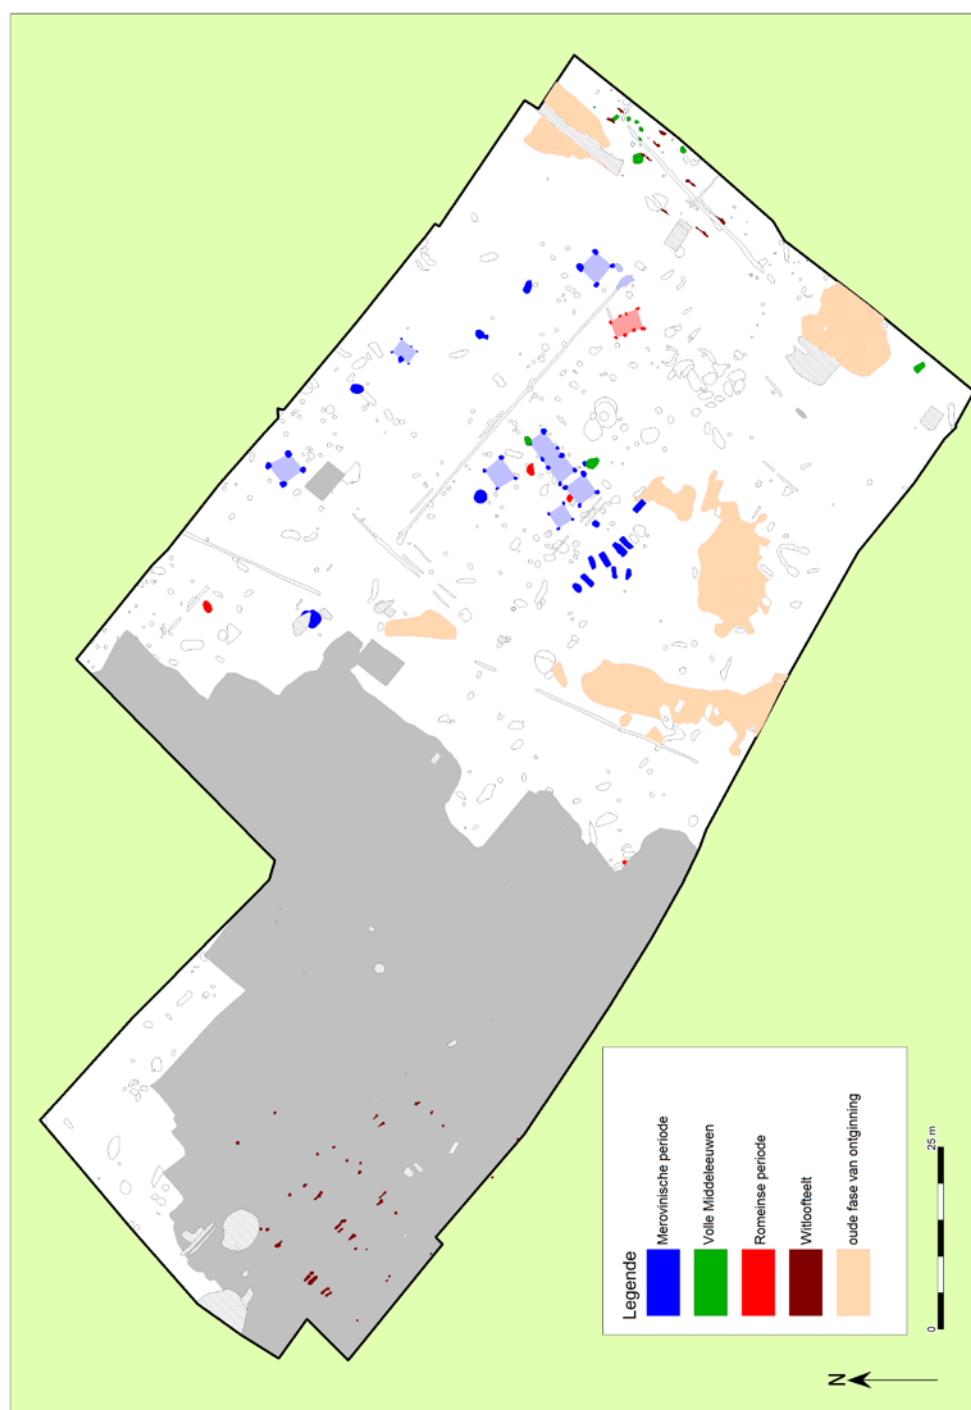 Legende
Merovinische periode
Volle Middeleeuwen
Romeinse periode
Witloofteelt
oude fase van ontginning
0
25 m
N